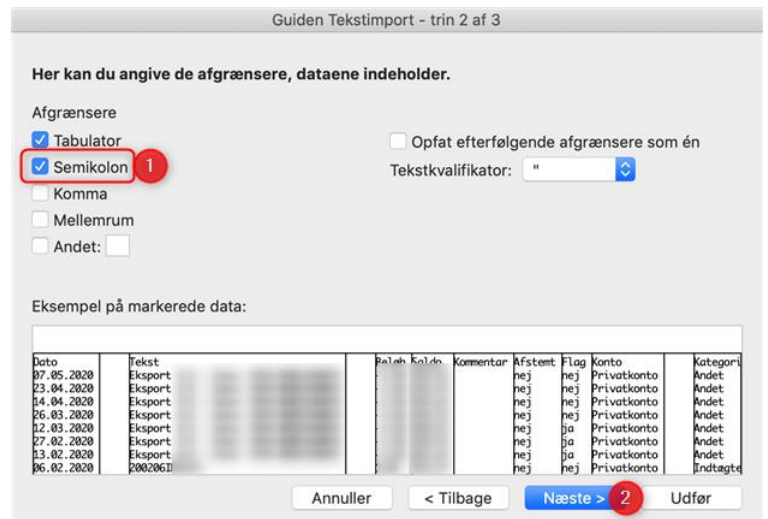 Guiden Tekstimport - trin 2 af 3
Her kan du angive de afgrænsere, dataene indeholder.
Afgrænsere
Tabulator
Opfat efterfølgende afgrænsere som én
Semikolon 1
Tekstkvalifikator: "
Komma
Mellemrum
Andet:
Eksempel på markerede data:
Dato Tekst Beløb Saldo Kommentar Afstemt Flag Konto Kategori
07.05.2020 Eksport nej nej Privatkonto Andet
23.04.2020 Eksport nej nej Privatkonto Andet
14.04.2020 Eksport nej nej Privatkonto Andet
26.03.2020 Eksport nej nej Privatkonto Andet
12.03.2020 Eksport nej ja Privatkonto Andet
27.02.2020 Eksport nej ja Privatkonto Andet
13.02.2020 Eksport nej ja Privatkonto Andet
06.02.2020 nej nej Privatkonto Indtægte
Annuller < Tilbage Næste > 2 Udfør